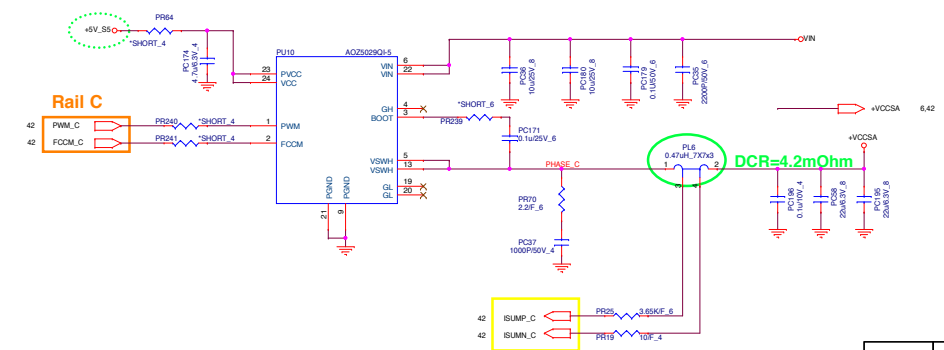 +5V_S5
PR64
*SHORT_4
PC174
4.7u/6.3V_4
PU10
AOZ5029QI-5
23
PVCC
24
VCC
VIN
6
VIN
22
VIN
PC36
10u/25V_8
PC180
10u/25V_8
PC179
0.1U/50V_6
PC35
2200P/50V_6
Rail C
42
PWM_C
PR240
*SHORT_4
1
PWM
42
FCCM_C
PR241
*SHORT_4
2
FCCM
GH
4
BOOT
3
*SHORT_6
PR239
PC171
0.1u/25V_6
+VCCSA
6,42
+VCCSA
VSWH
5
VSWH
13
PHASE_C
PL6
0.47uH_7X7x3
1
2
3
4
DCR=4.2mOhm
GL
19
GL
20
PGND
PGND
21
9
PR70
2.2/F_6
PC37
1000P/50V_4
PC196
0.1u/10V_4
PC58
22u/6.3V_8
PC195
22u/6.3V_8
42
ISUMP_C
PR25
3.65K/F_6
42
ISUMN_C
PR19
10/F_4